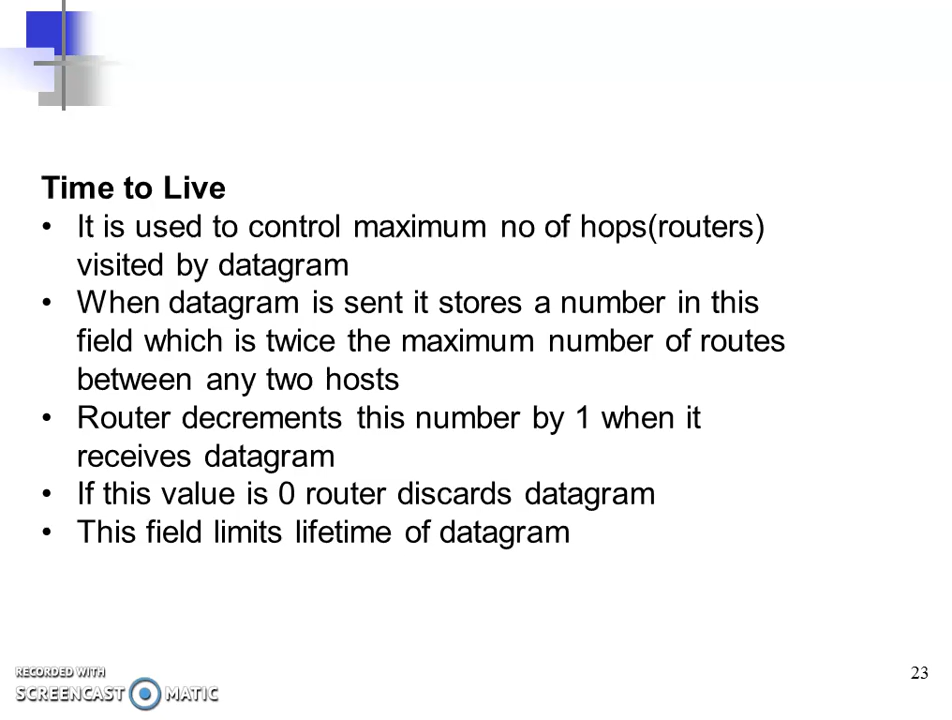 Time to Live
• It is used to control maximum no of hops(routers)
visited by datagram
• When datagram is sent it stores a number in this
field which is twice the maximum number of routes
between any two hosts
• Router decrements this number by 1 when it
receives datagram
• If this value is 0 router discards datagram
• This field limits lifetime of datagram
RECORDED WITH
SCREENCAST MATIC
23